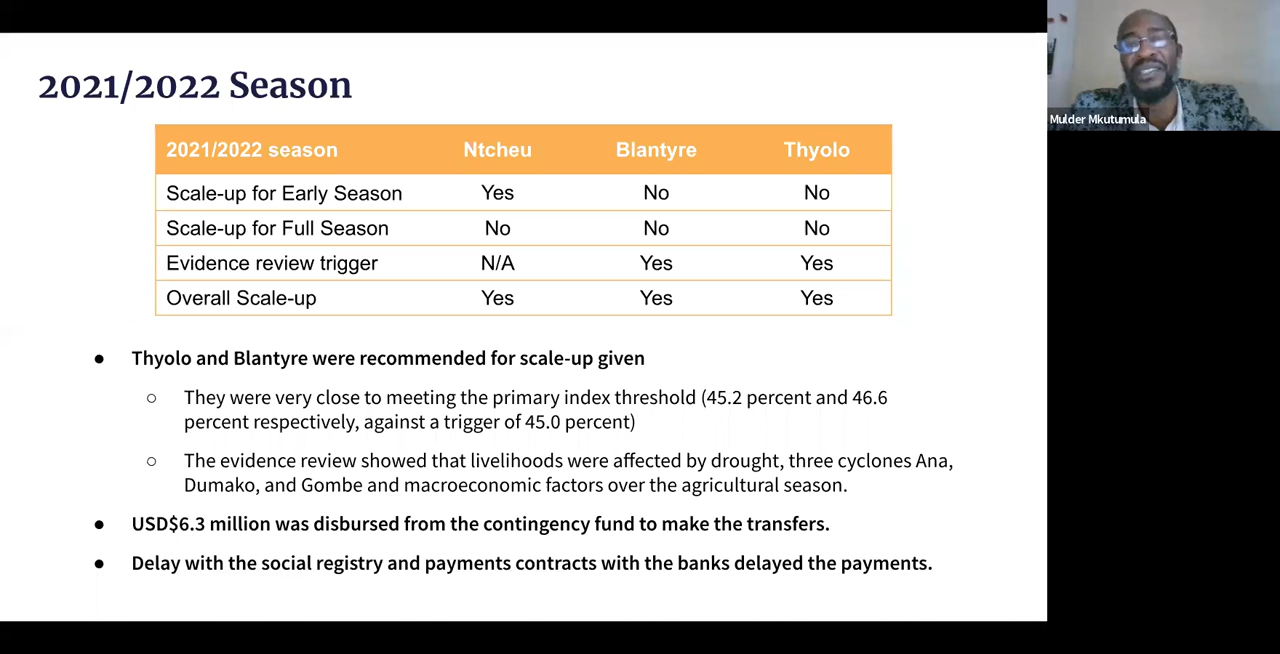 2021/2022 Season
2021/2022 season Ntcheu Blantyre Thyolo
Scale-up for Early Season Yes No No
Scale-up for Full Season No No No
Evidence review trigger N/A Yes Yes
Overall Scale-up Yes Yes Yes
● Thyolo and Blantyre were recommended for scale-up given
○ They were very close to meeting the primary index threshold (45.2 percent and 46.6
percent respectively, against a trigger of 45.0 percent)
○ The evidence review showed that livelihoods were affected by drought, three cyclones Ana,
Dumako, and Gombe and macroeconomic factors over the agricultural season.
● USD$6.3 million was disbursed from the contingency fund to make the transfers.
● Delay with the social registry and payments contracts with the banks delayed the payments.
Mulder Mkutumula